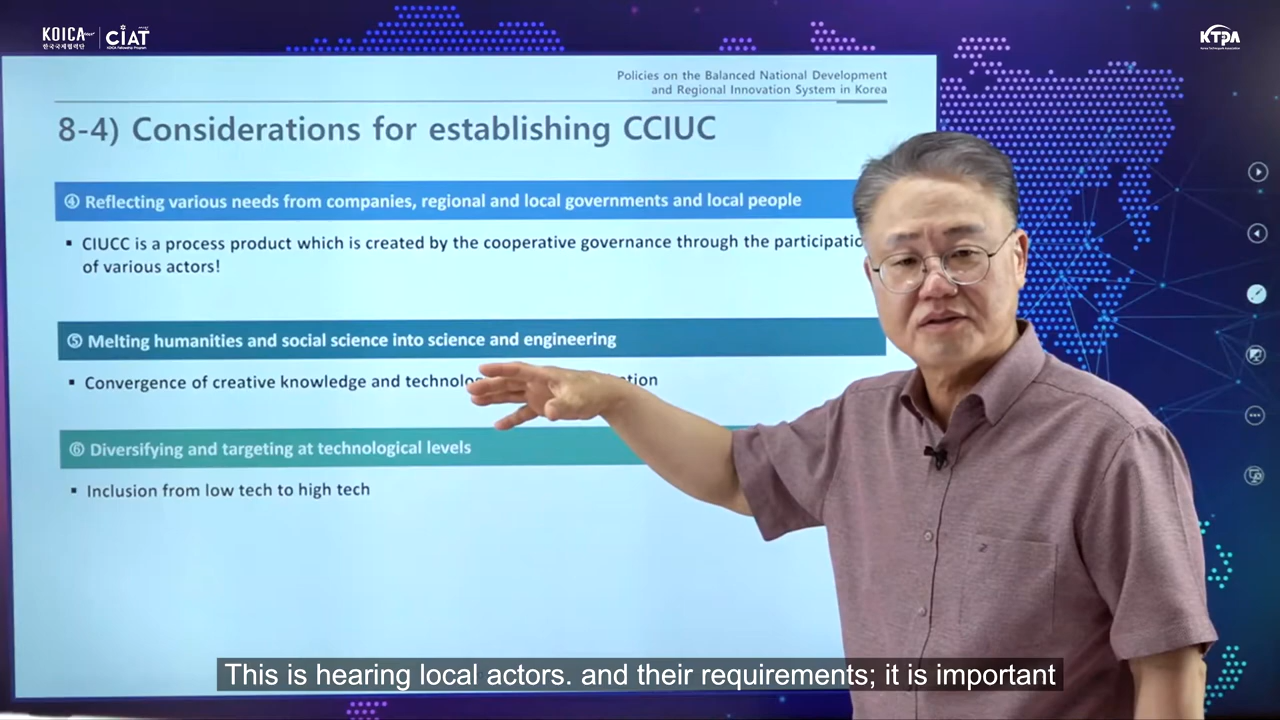 KOICA
한국국제협력단
CIAT
KOICA Fellowship Program
KTPA
Korea Technopark Association
Policies on the Balanced National Development
and Regional Innovation System in Korea
8-4) Considerations for establishing CCIUC
④ Reflecting various needs from companies, regional and local governments and local people
▪ CIUCC is a process product which is created by the cooperative governance through the participatio
of various actors!
⑤ Melting humanities and social science into science and engineering
▪ Convergence of creative knowledge and technolo tion
⑥ Diversifying and targeting at technological levels
▪ Inclusion from low tech to high tech
This is hearing local actors. and their requirements; it is important